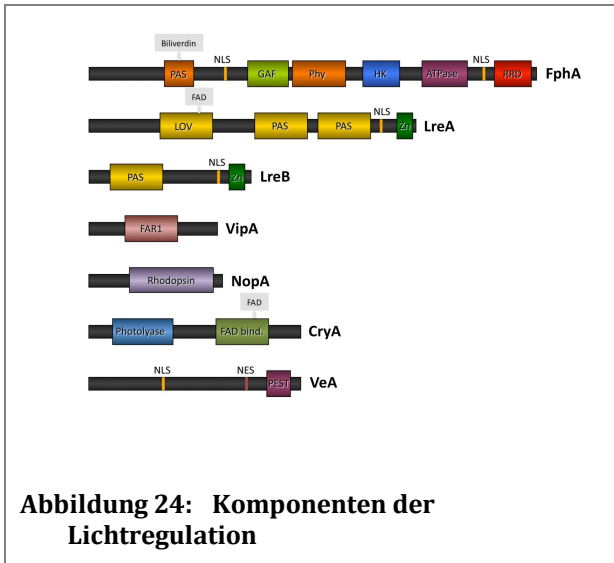 Biliverdin
NLS NLS
PAS GAF Phy HK ATPase RRD FphA
FAD
NLS
LOV PAS PAS Zn LreA
NLS
PAS Zn LreB
FAR1 VipA
Rhodopsin NopA
FAD
Photolyase FAD bind. CryA
NLS NES
PEST VeA
Abbildung 24: Komponenten der
Lichtregulation